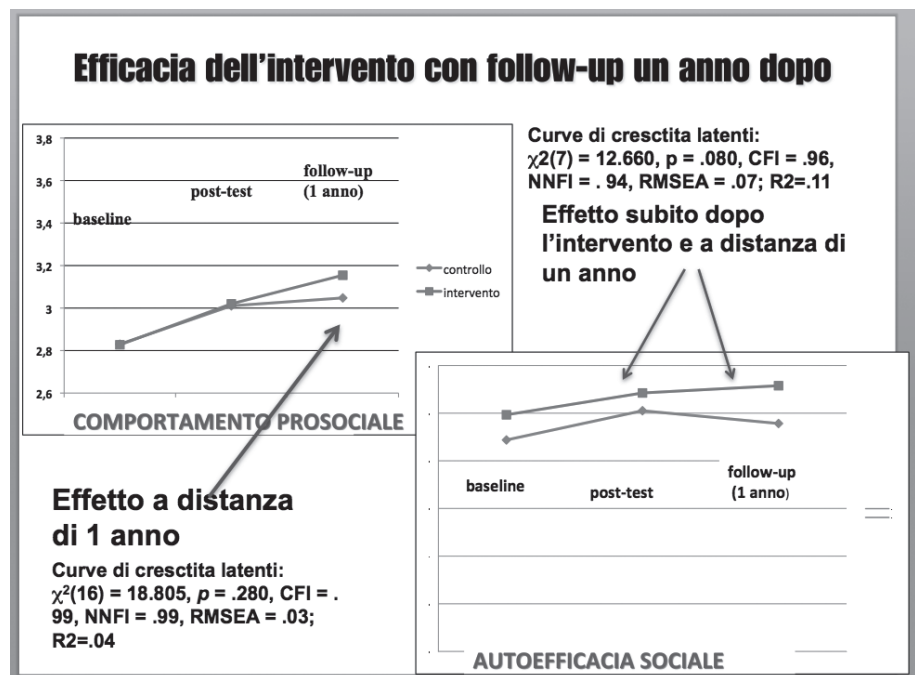 Efficacia dell'intervento con follow-up un anno dopo
3,8
3,6
3,4
3,2
3
2,8
2,6
baseline
post-test
follow-up
(1 anno)
controllo
intervento
COMPORTAMENTO PROSOCIALE
Curve di cresctita latenti:
χ2(7) = 12.660, p = .080, CFI = .96,
NNFI = . 94, RMSEA = .07; R2=.11
Effetto subito dopo
l'intervento e a distanza di
un anno
Effetto a distanza
di 1 anno
Curve di cresctita latenti:
χ²(16) = 18.805, p = .280, CFI = .
99, NNFI = .99, RMSEA = .03;
R2=.04
baseline
post-test
follow-up
(1 anno)
AUTOEFFICACIA SOCIALE